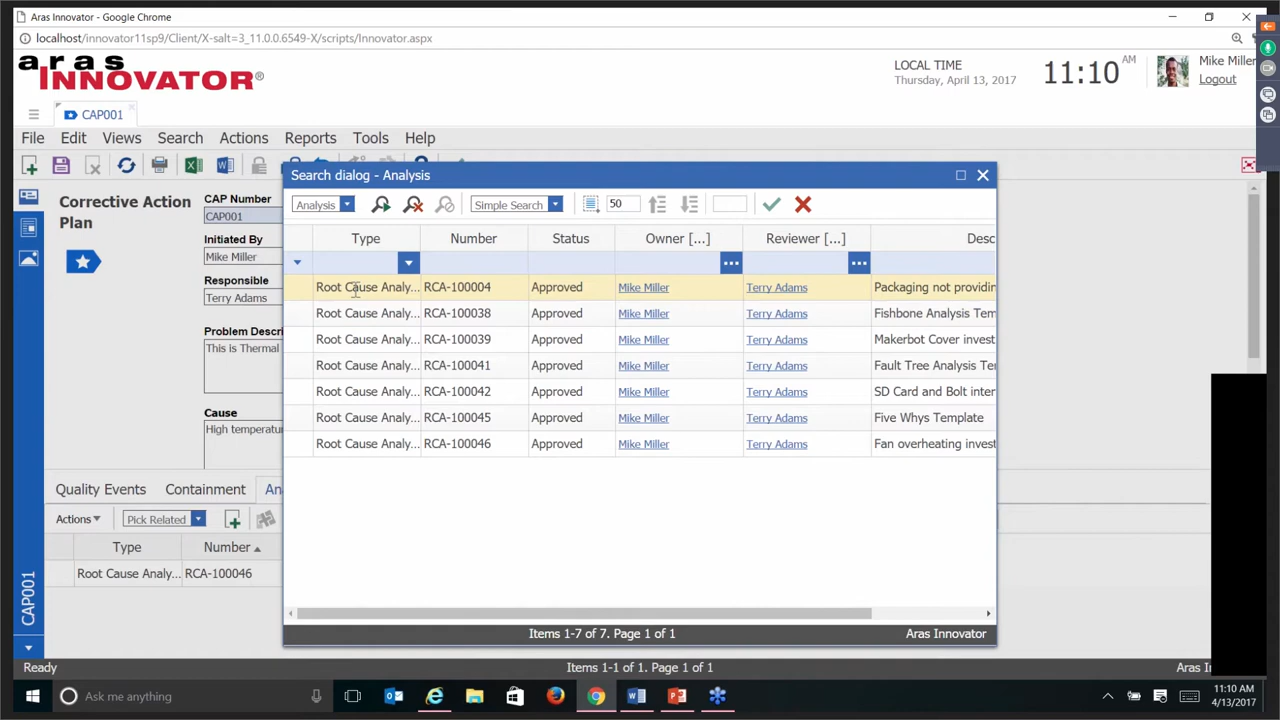 Aras Innovator - Google Chrome
localhost/innovator11sp9/Client/X-salt=3_11.0.0.6549-X/scripts/Innovator.aspx
aras
INNOVATOR®
LOCAL TIME
Thursday, April 13, 2017
11:10 AM
Mike Miller
Logout
CAP001
File Edit Views Search Actions Reports Tools Help
Corrective Action
Plan
CAP Number
CAP001
Initiated By
Mike Miller
Responsible
Terry Adams
Problem Descri
This is Thermal
Cause
High temperatu
Search dialog - Analysis
Analysis Simple Search 50
Type Number Status Owner [...] Reviewer [...] Desc
Root Cause Analy... RCA-100004 Approved Mike Miller Terry Adams Packaging not providin
Root Cause Analy... RCA-100038 Approved Mike Miller Terry Adams Fishbone Analysis Tem
Root Cause Analy... RCA-100039 Approved Mike Miller Terry Adams Makerbot Cover invest
Root Cause Analy... RCA-100041 Approved Mike Miller Terry Adams Fault Tree Analysis Te
Root Cause Analy... RCA-100042 Approved Mike Miller Terry Adams SD Card and Bolt inter
Root Cause Analy... RCA-100045 Approved Mike Miller Terry Adams Five Whys Template
Root Cause Analy... RCA-100046 Approved Mike Miller Terry Adams Fan overheating invest
Items 1-7 of 7. Page 1 of 1 Aras Innovator
Quality Events Containment An
Actions Pick Related
Type Number
Root Cause Analy... RCA-100046
CAP001
Ready Items 1-1 of 1. Page 1 of 1 Aras I
Ask me anything
11:10 AM
4/13/2017